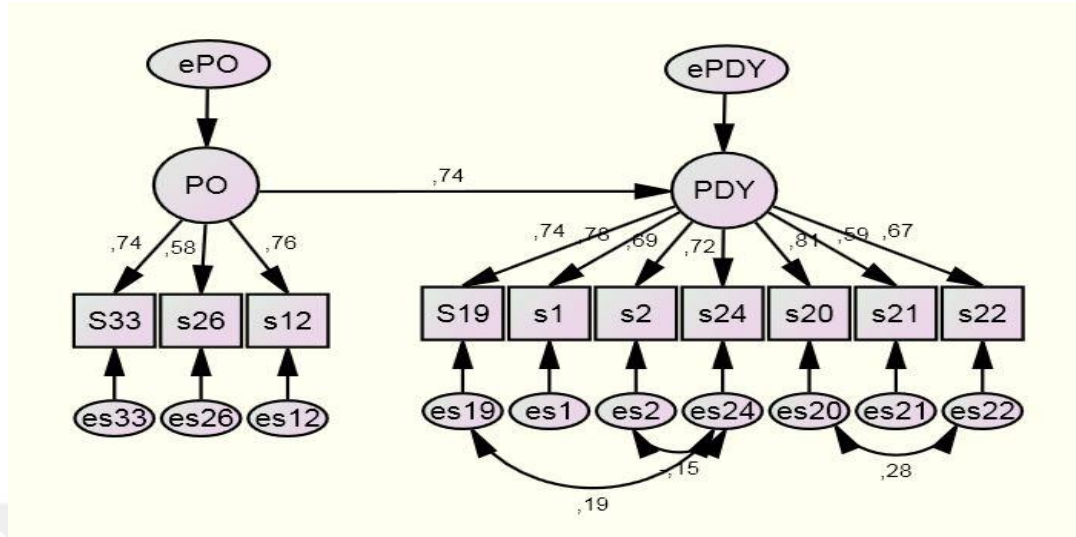 ePO ePDY
PO ,74 PDY
,74 ,58 ,76 ,74 ,78 ,69 ,72 ,81 ,59 ,67
S33 s26 s12 S19 s1 s2 s24 s20 s21 s22
es33 es26 es12 es19 es1 es2 es24 es20 es21 es22
-,15 ,28
,19